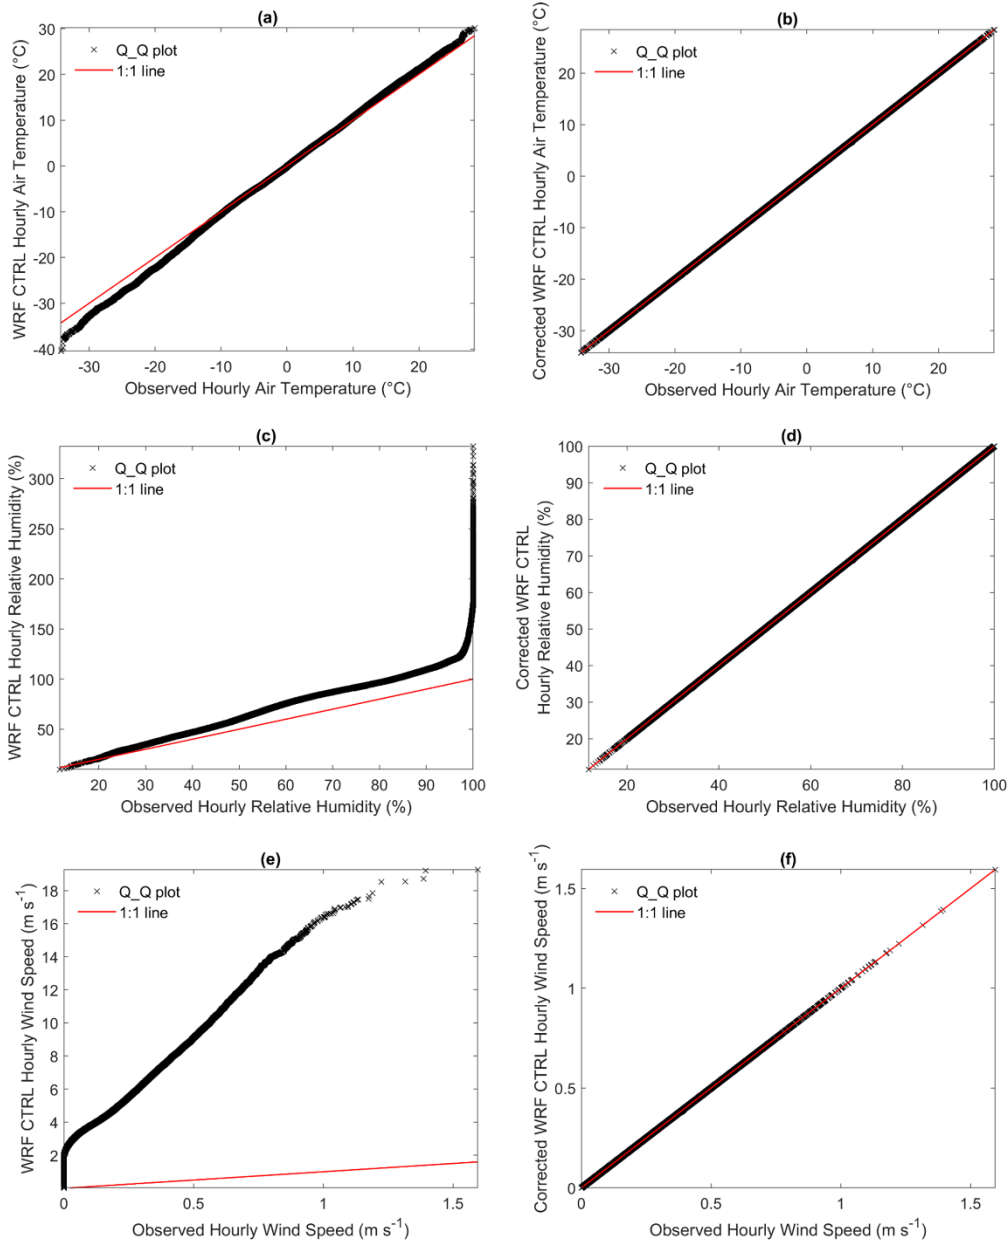 (a)
× Q_Q plot
1:1 line
WRF CTRL Hourly Air Temperature (°C)
30
20
10
0
-10
-20
-30
-40
-30
-20
-10
0
10
20
Observed Hourly Air Temperature (°C)
(b)
× Q_Q plot
1:1 line
Corrected WRF CTRL Hourly Air Temperature (°C)
20
10
0
-10
-20
-30
-30
-20
-10
0
10
20
Observed Hourly Air Temperature (°C)
(c)
× Q_Q plot
1:1 line
WRF CTRL Hourly Relative Humidity (%)
300
250
200
150
100
50
20
30
40
50
60
70
80
90
100
Observed Hourly Relative Humidity (%)
(d)
× Q_Q plot
1:1 line
Corrected WRF CTRL
Hourly Relative Humidity (%)
100
90
80
70
60
50
40
30
20
20
40
60
80
100
Observed Hourly Relative Humidity (%)
(e)
× Q_Q plot
1:1 line
WRF CTRL Hourly Wind Speed (m s⁻¹)
18
16
14
12
10
8
6
4
2
0
0.5
1
1.5
Observed Hourly Wind Speed (m s⁻¹)
(f)
× Q_Q plot
1:1 line
Corrected WRF CTRL Hourly Wind Speed (m s⁻¹)
1.5
1
0.5
0
0
0.5
1
1.5
Observed Hourly Wind Speed (m s⁻¹)